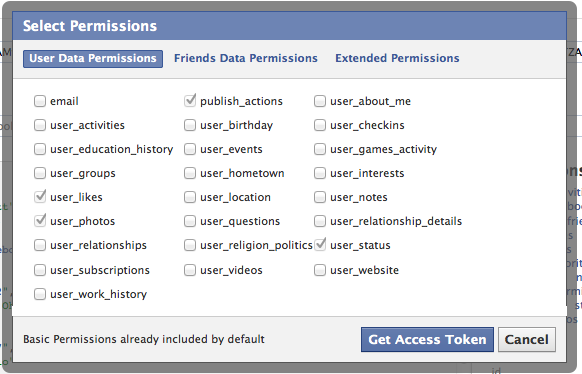 Select Permissions
User Data Permissions Friends Data Permissions Extended Permissions
email publish_actions user_about_me
user_activities user_birthday user_checkins
user_education_history user_events user_games_activity
user_groups user_hometown user_interests
user_likes user_location user_notes
user_photos user_questions user_relationship_details
user_relationships user_religion_politics user_status
user_subscriptions user_videos user_website
user_work_history
Basic Permissions already included by default Get Access Token Cancel
id